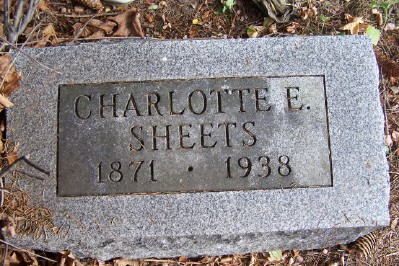 CHARLOTTE E.
SHEETS
1871 • 1938